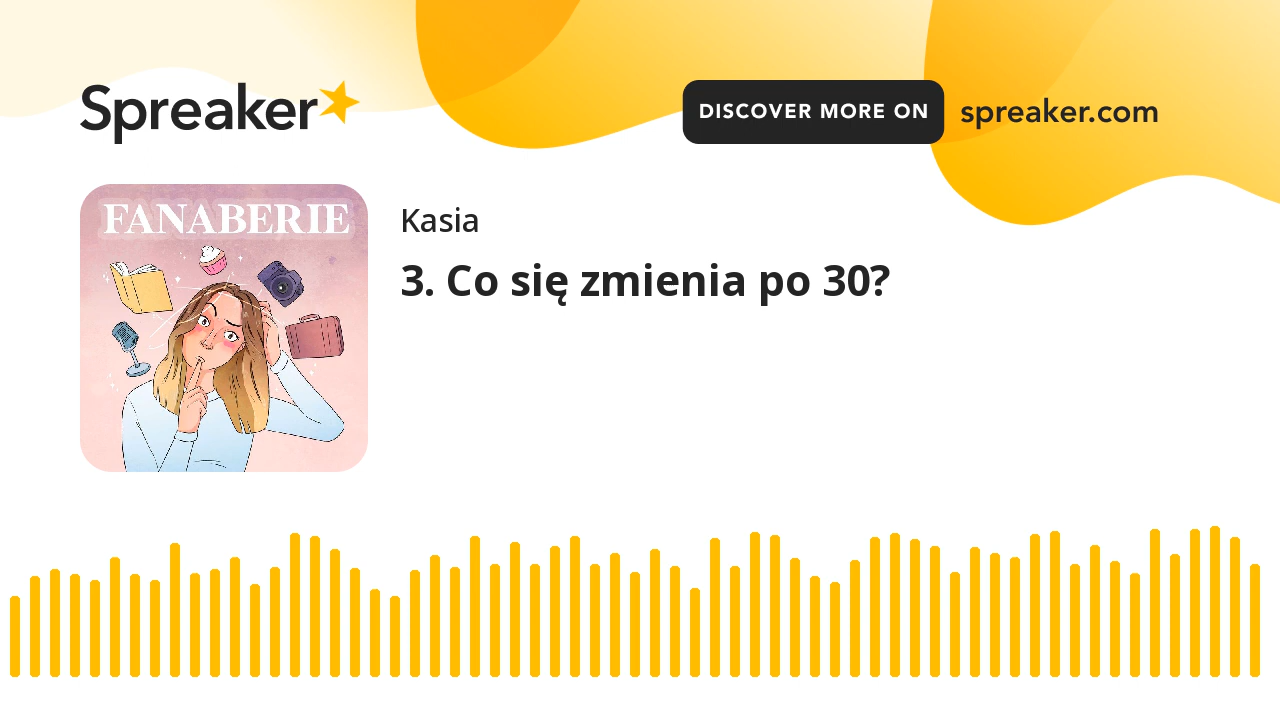 Spreaker
DISCOVER MORE ON
spreaker.com
FANABERIE
Kasia
3. Co się zmienia po 30?